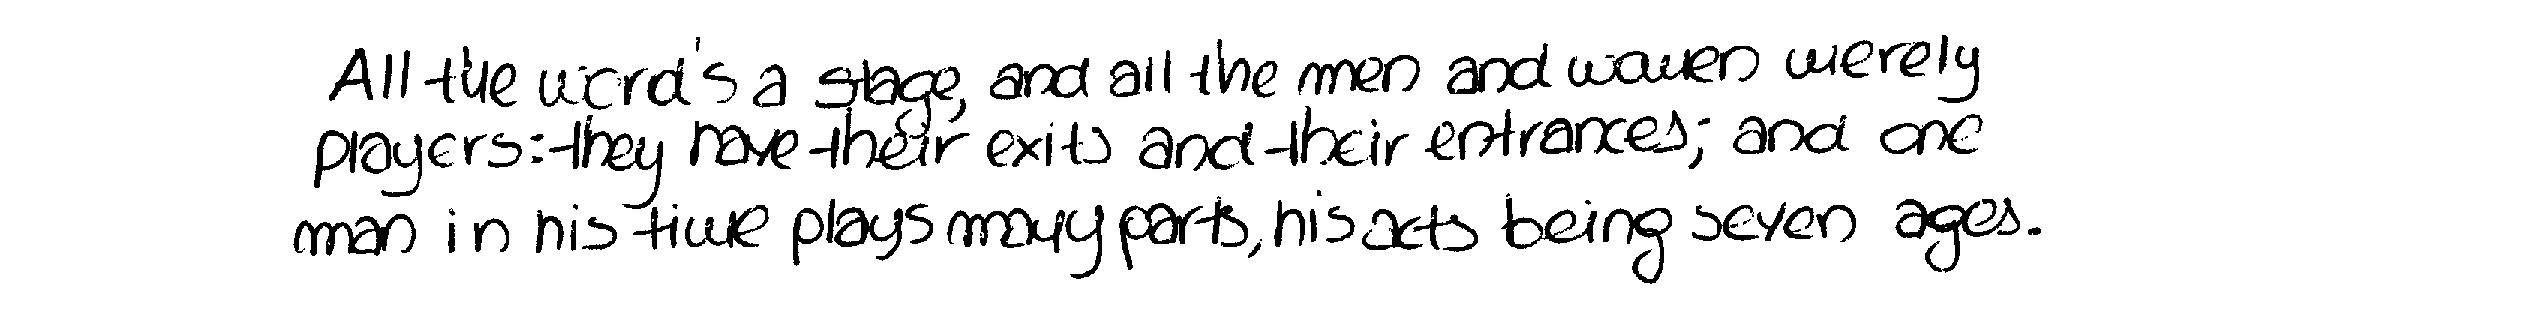 All the word's a stage, and all the men and women merely
players: they have their exits and their entrances; and one
man in his time plays many parts, his acts being seven ages.